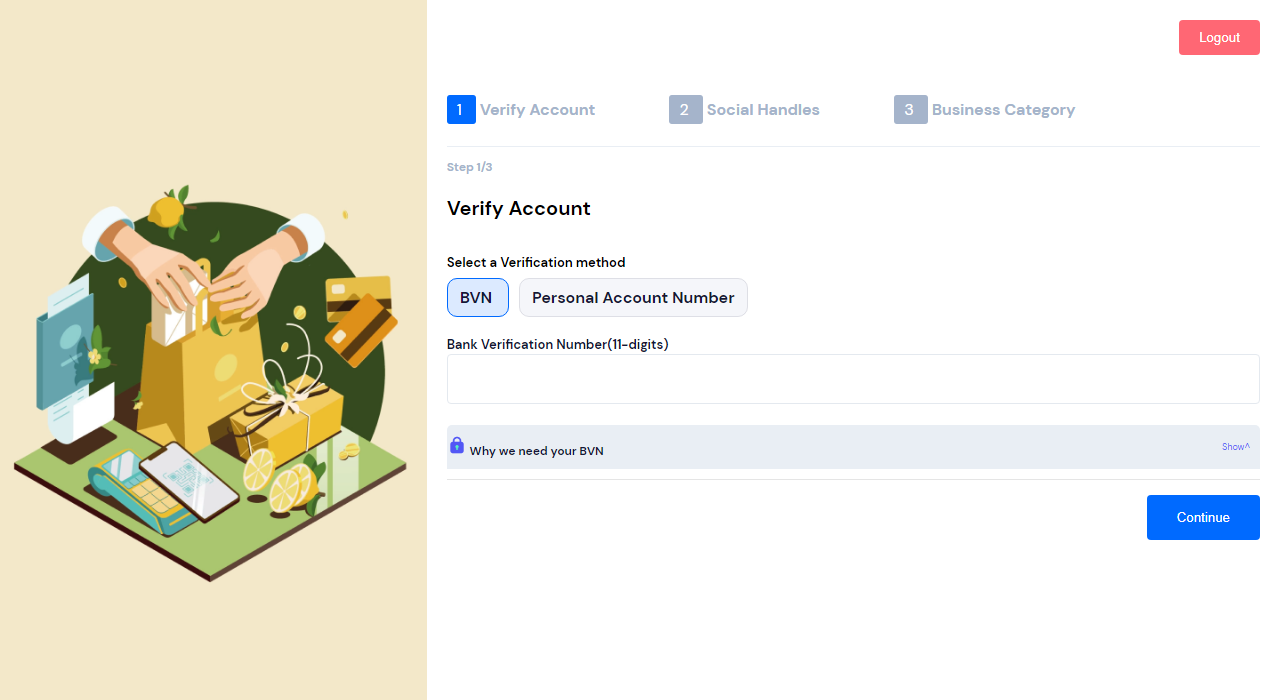 Logout
1 Verify Account 2 Social Handles 3 Business Category
Step 1/3
Verify Account
Select a Verification method
BVN Personal Account Number
Bank Verification Number(11-digits)
Why we need your BVN Show^
Continue